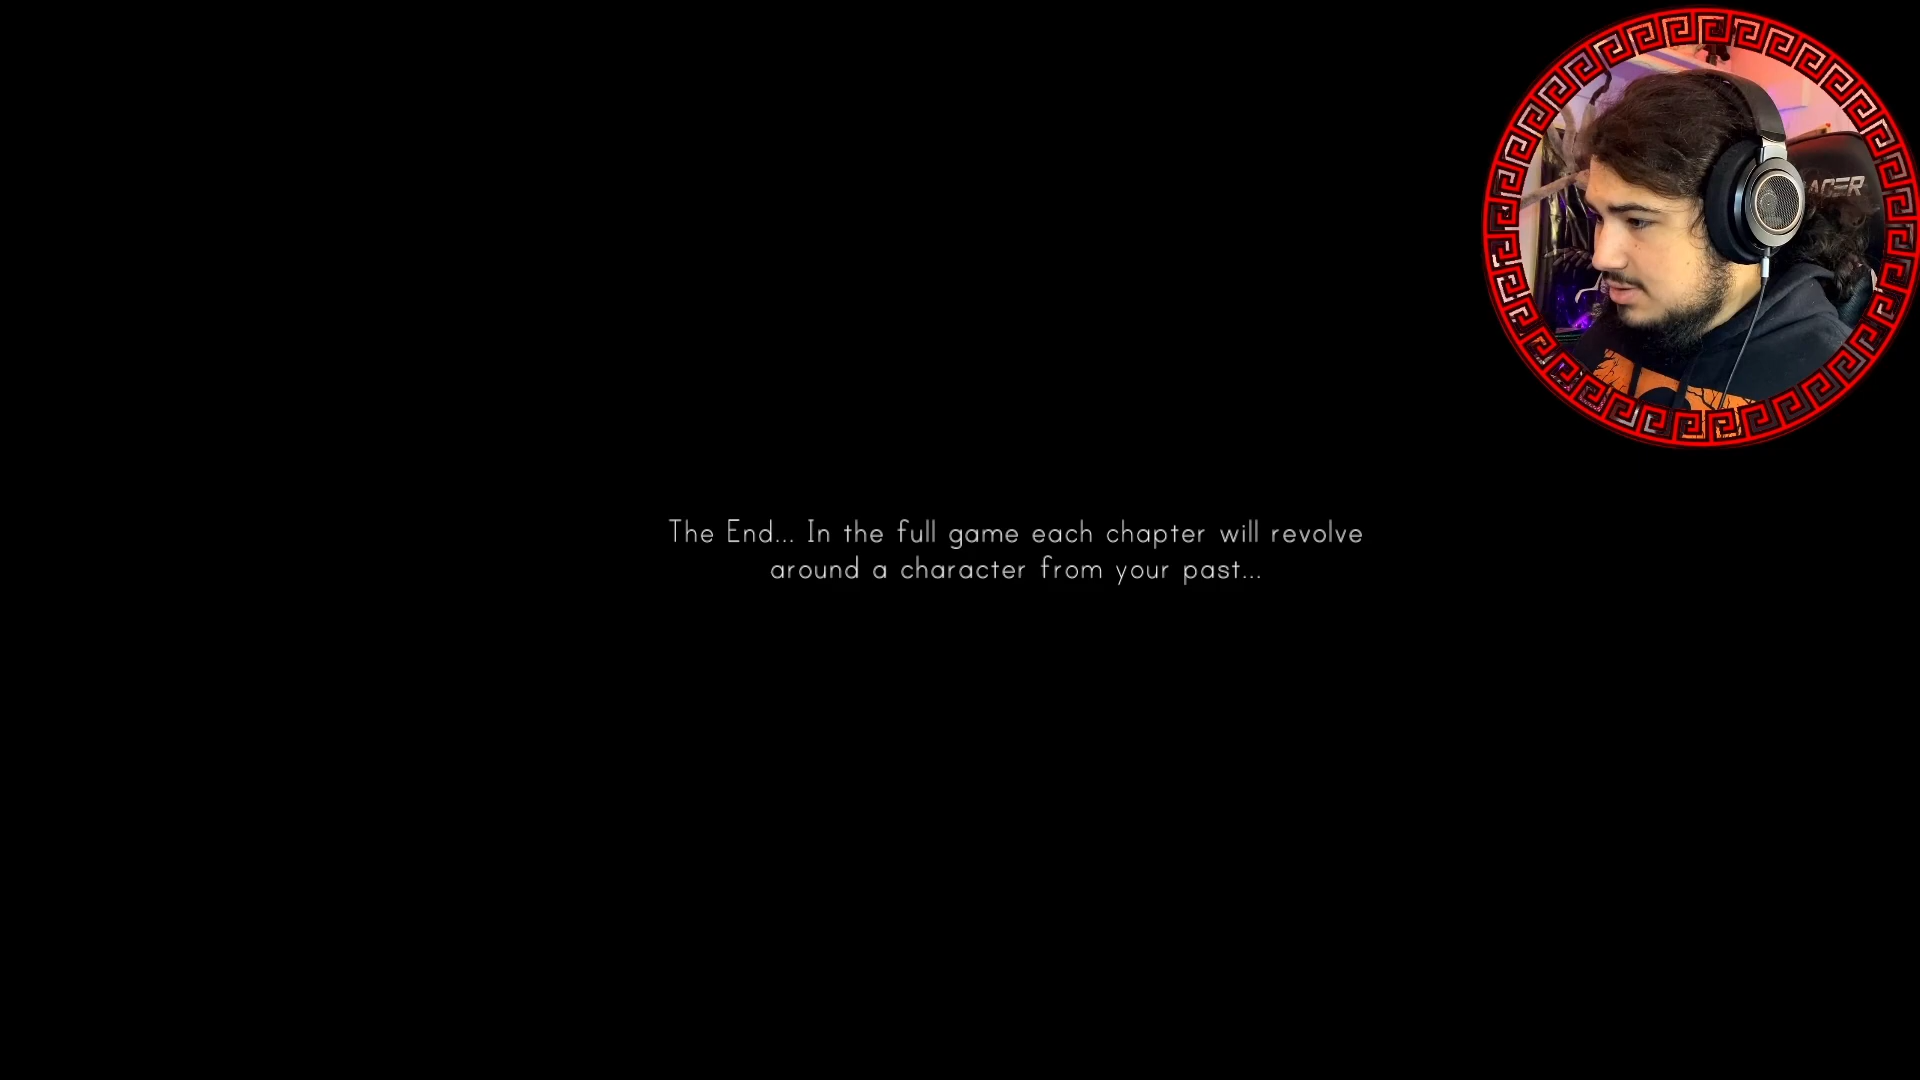 The End... In the full game each chapter will revolve
around a character from your past...